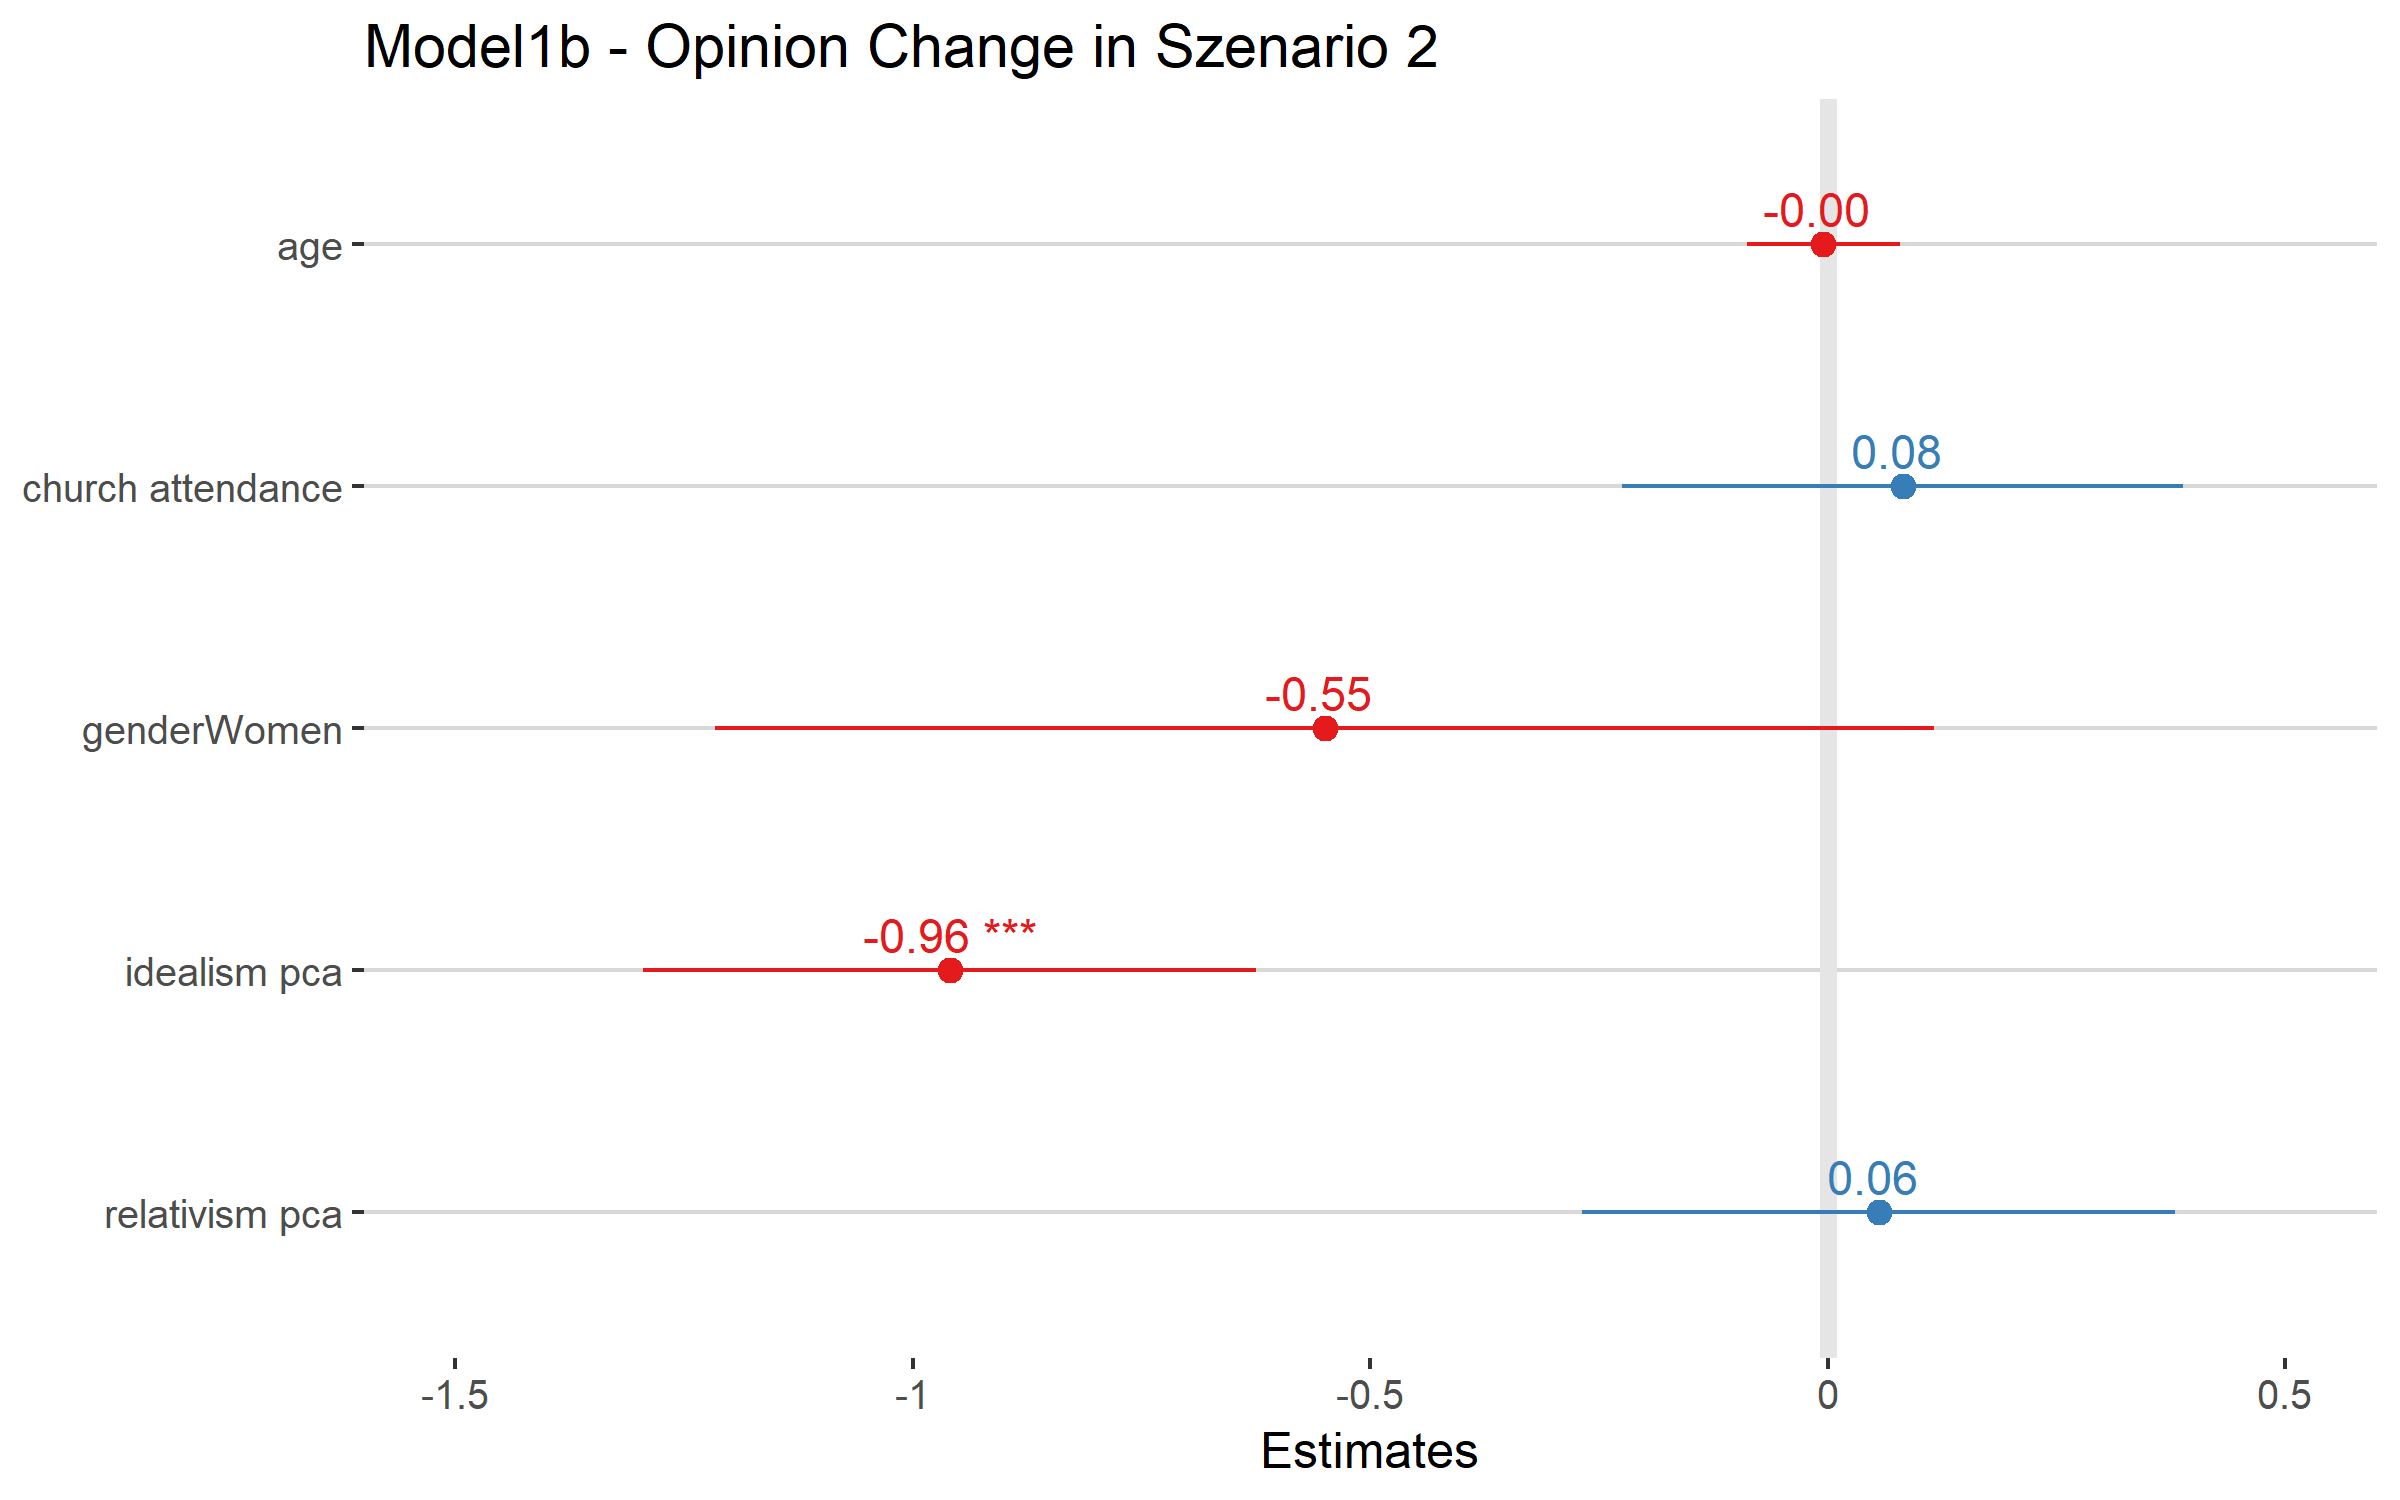 Model1b - Opinion Change in Szenario 2
age
-0.00
church attendance
0.08
genderWomen
-0.55
idealism pca
-0.96 ***
relativism pca
0.06
-1.5 -1 -0.5 0 0.5
Estimates